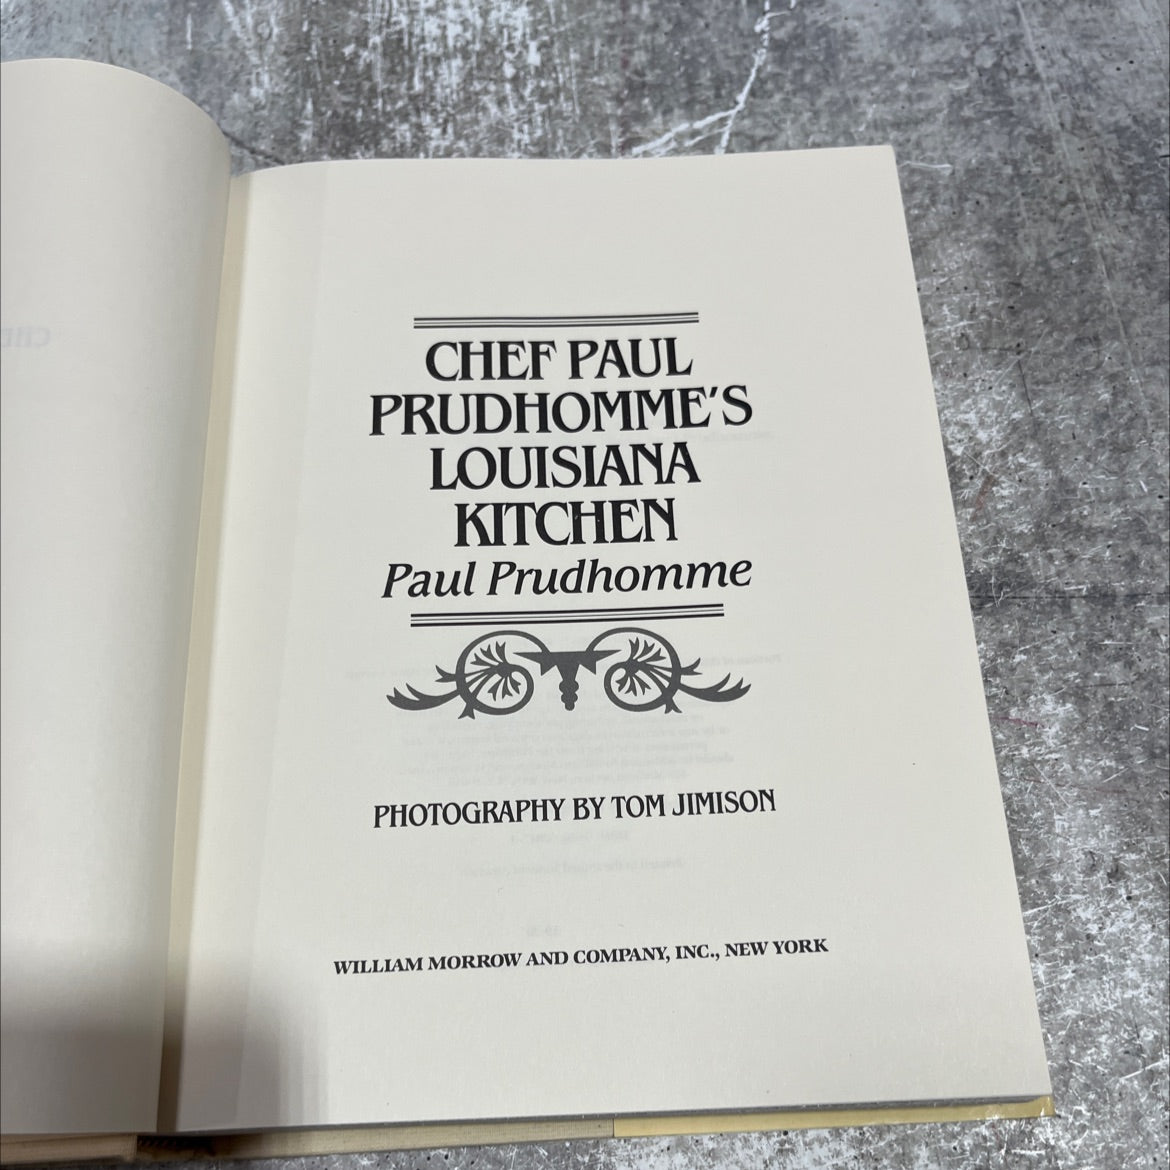 CHEF PAUL
PRUDHOMME'S
LOUISIANA
KITCHEN
Paul Prudhomme
PHOTOGRAPHY BY TOM JIMISON
WILLIAM MORROW AND COMPANY, INC., NEW YORK